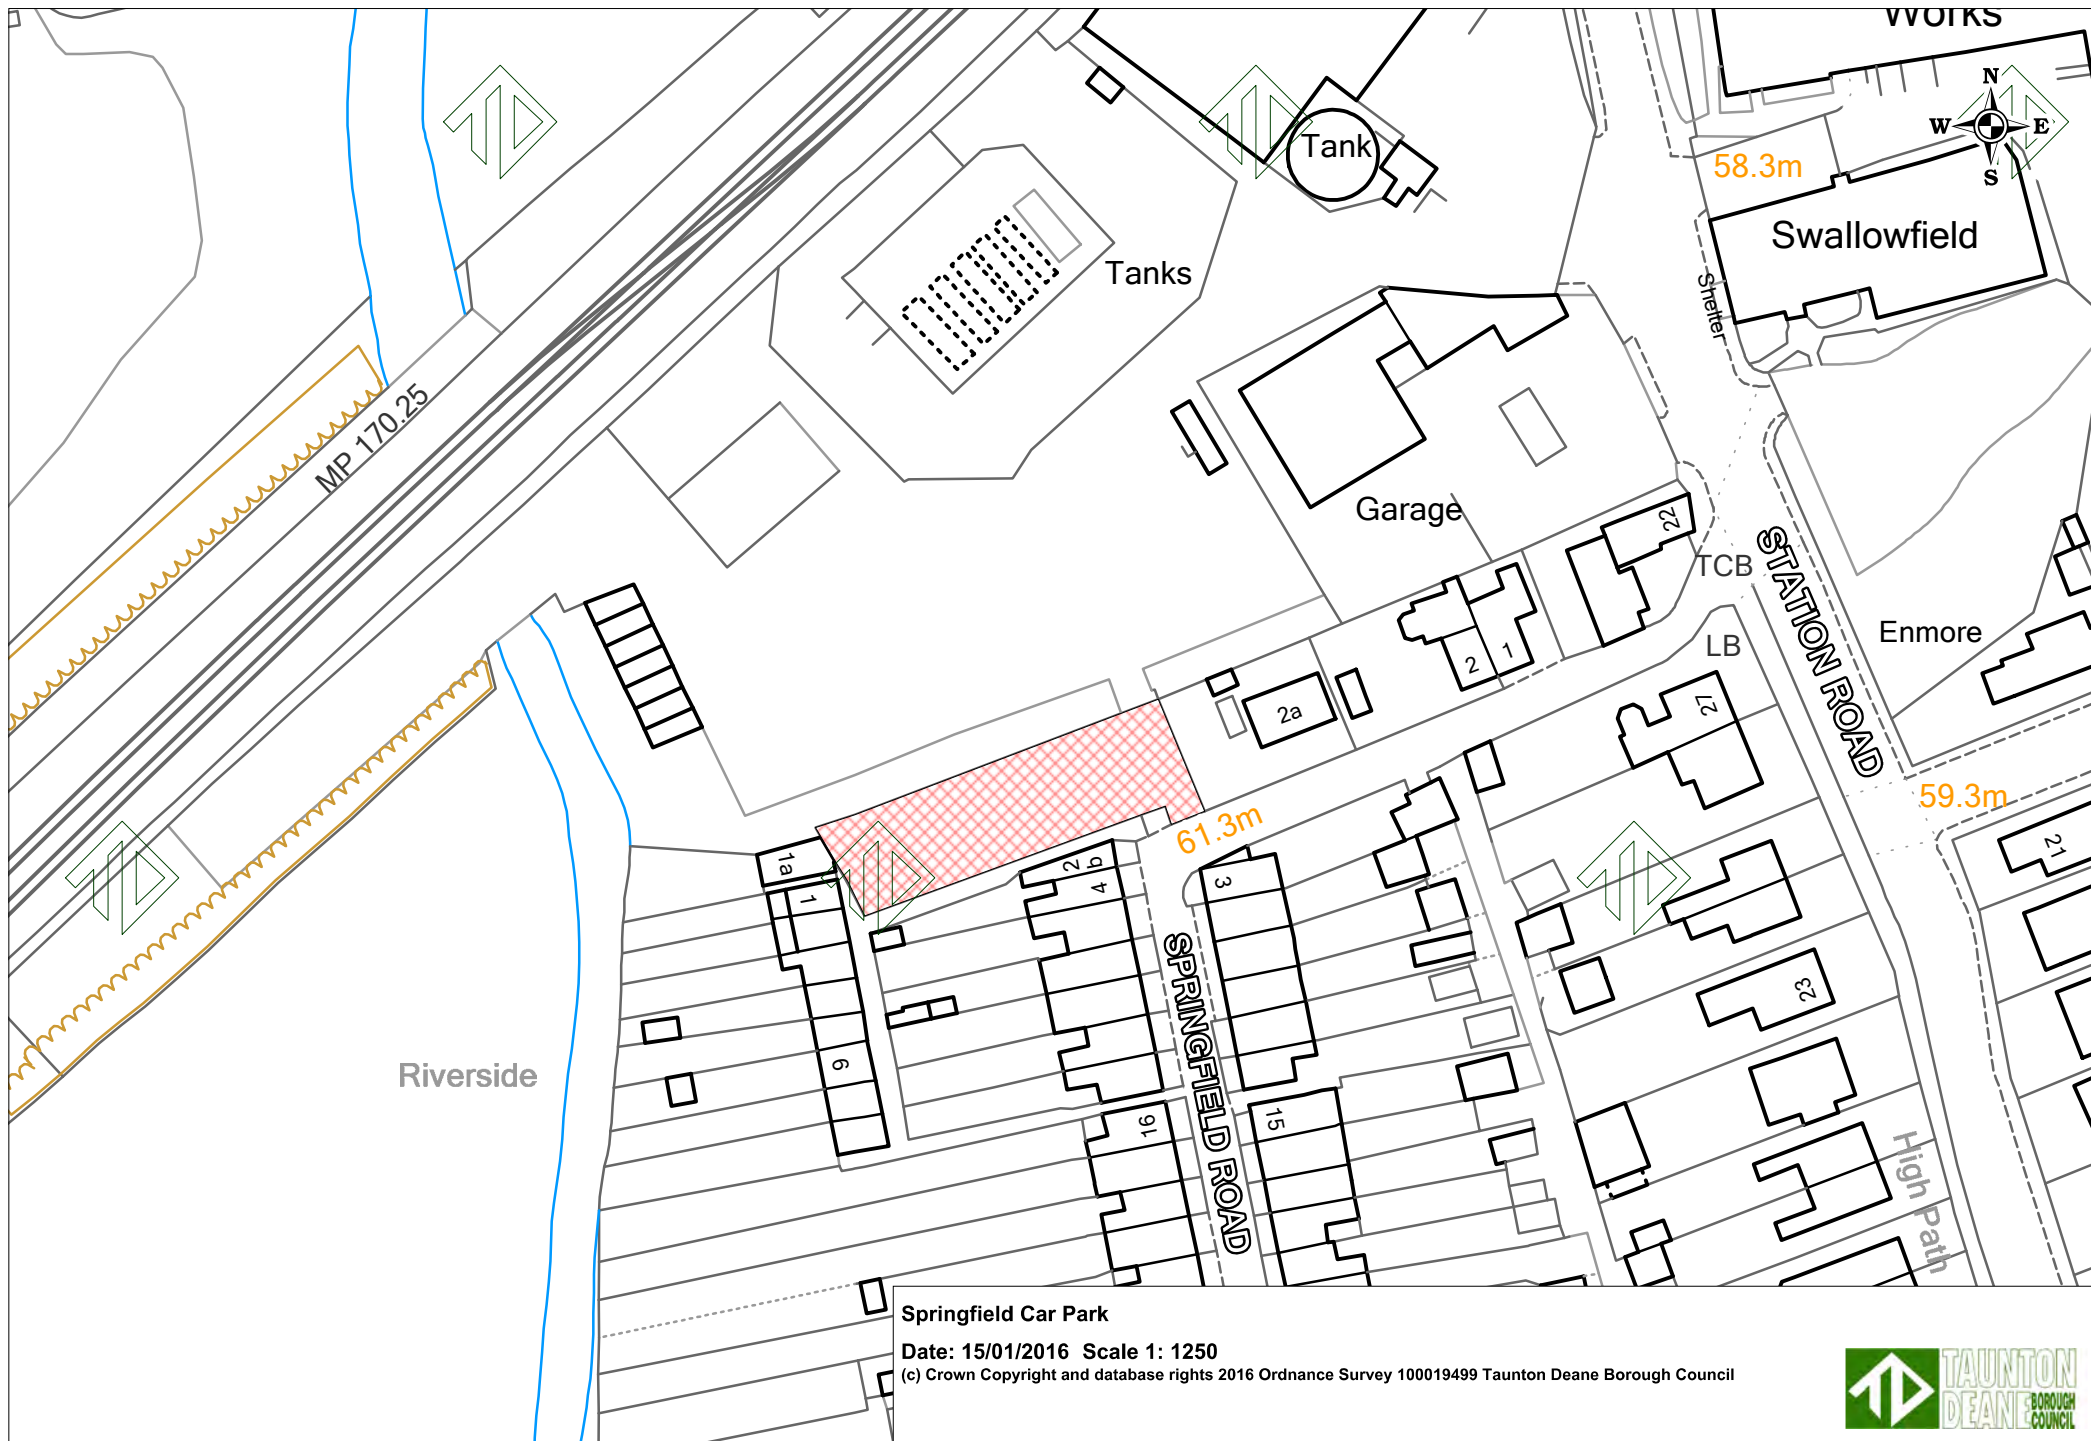 Works
N
W E
S
Tank
58.3m
Swallowfield
Tanks
Shelter
MP 170.25
Garage
22
TCB
STATION ROAD
LB
Enmore
2
1
2a
27
59.3m
61.3m
21
1a
2
b
4
3
1
SPRINGFIELD ROAD
23
6
Riverside
16
15
High Path
Springfield Car Park
Date: 15/01/2016 Scale 1: 1250
(c) Crown Copyright and database rights 2016 Ordnance Survey 100019499 Taunton Deane Borough Council
TAUNTON
DEANE BOROUGH
COUNCIL